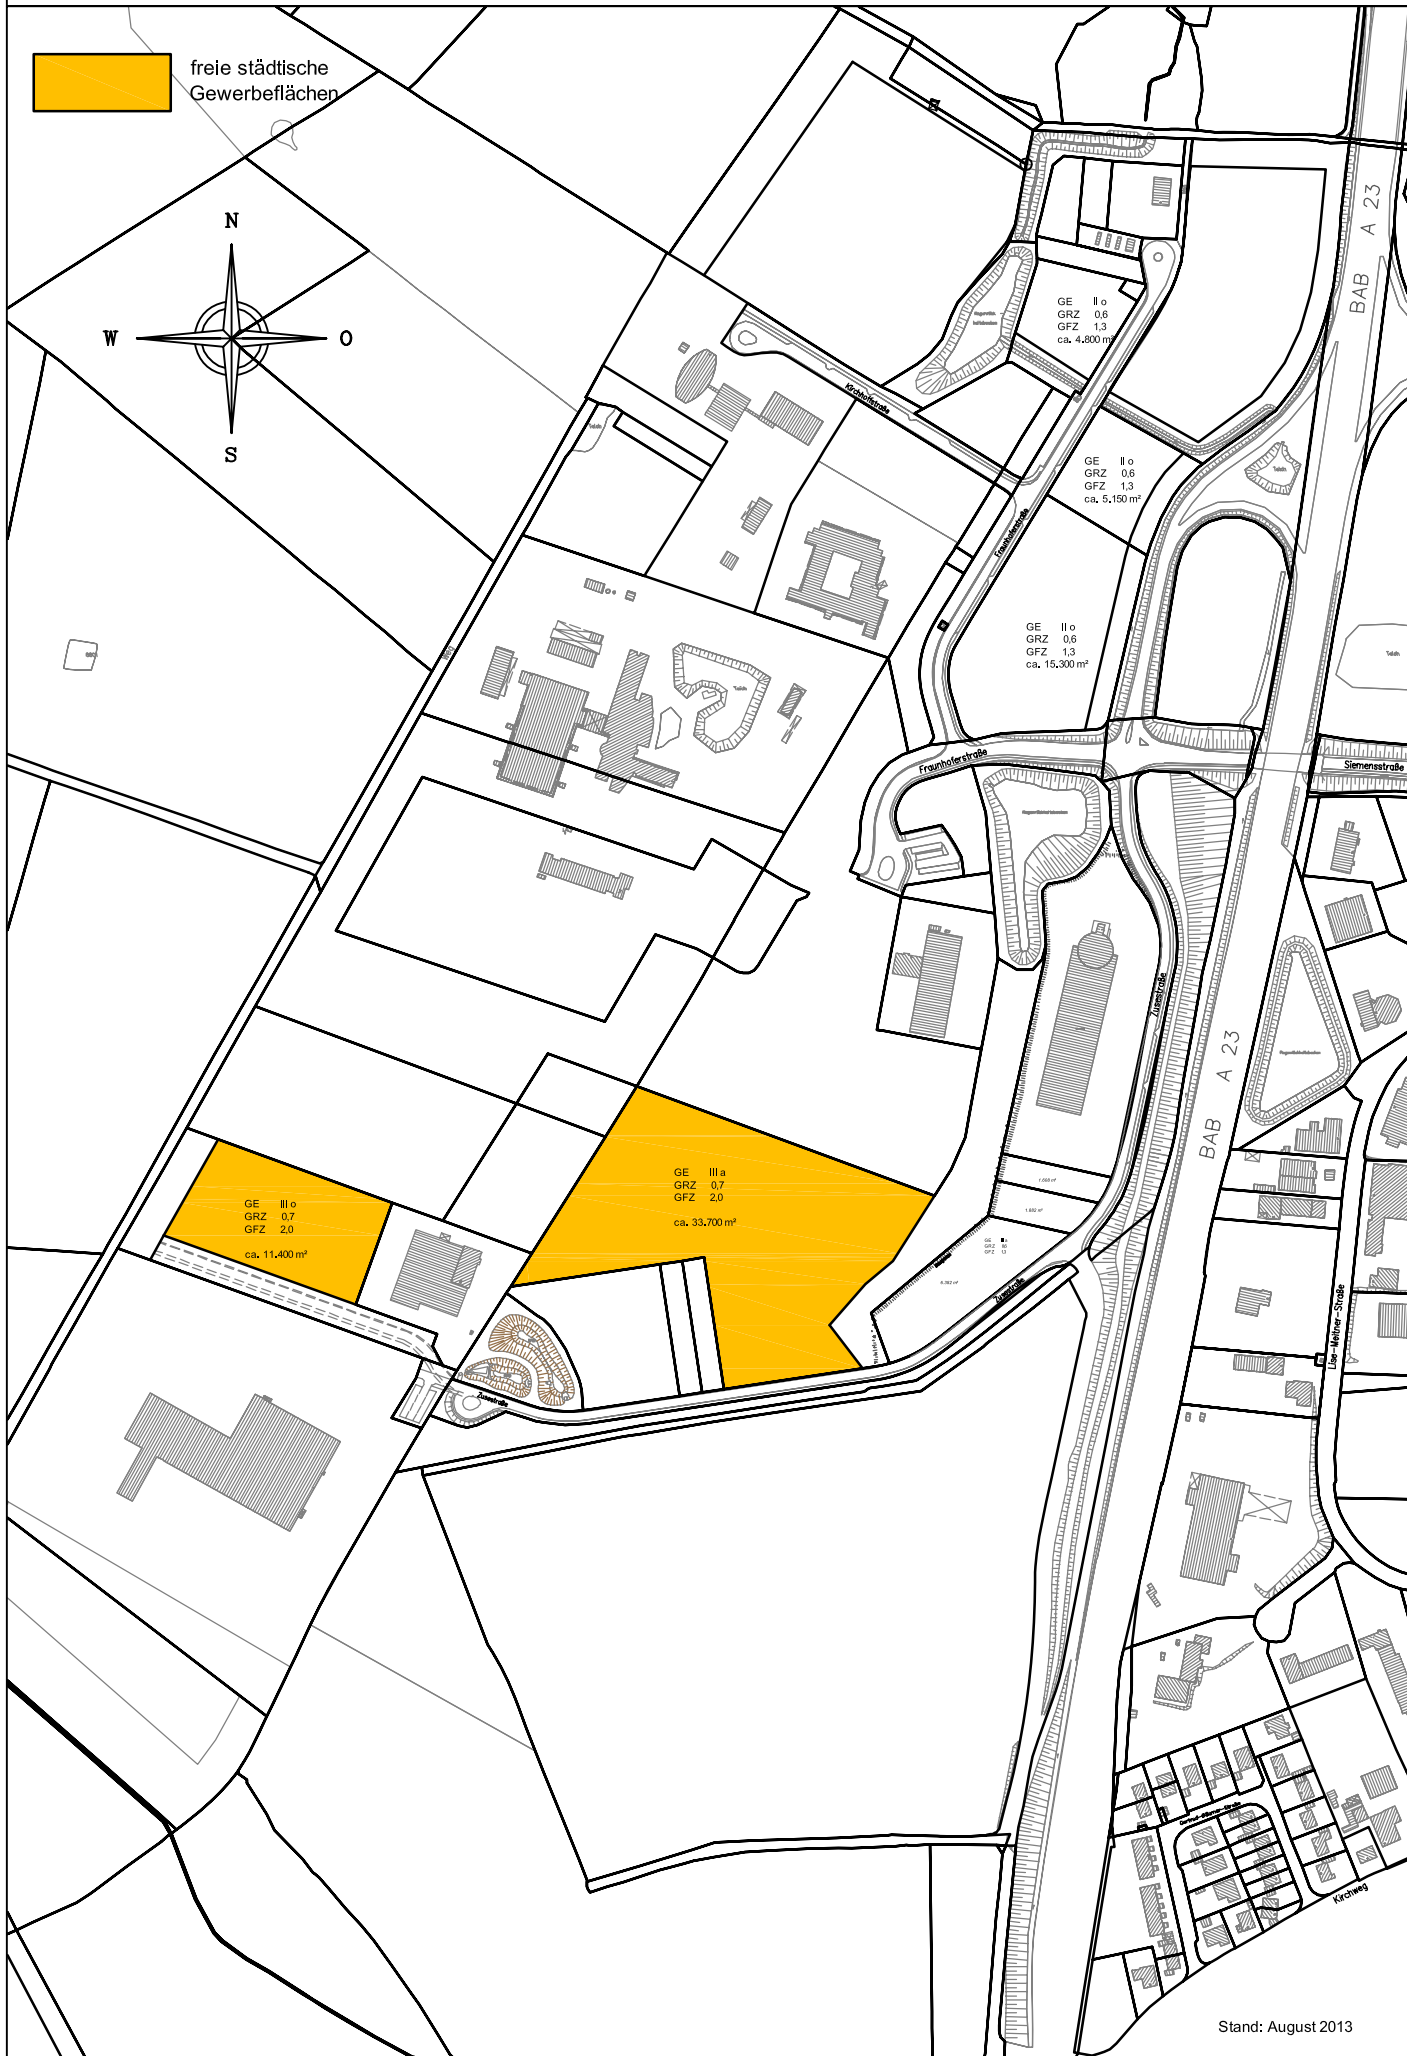 freie städtische
Gewerbeflächen
N
W
O
S
BAB A 23
GE II o
GRZ 0,6
GFZ 1,3
ca. 4.800 m²
Kirchhoffstraße
GE II o
GRZ 0,6
GFZ 1,3
ca. 5.150 m²
Fraunhoferstraße
GE II o
GRZ 0,6
GFZ 1,3
ca. 15.300 m²
Fraunhoferstraße
Siemensstraße
Zusestraße
BAB A 23
GE III a
GRZ 0,7
GFZ 2,0
ca. 33.700 m²
GE III o
GRZ 0,7
GFZ 2,0
ca. 11.400 m²
Zusestraße
Lise-Meitner-Straße
Zusestraße
Kirchweg
Stand: August 2013